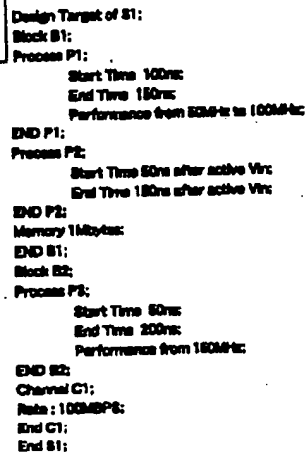 Design Target of S1;
Block B1;
Process P1;
Start Time 100ns;
End Time 150ns;
Performance from 50MHz to 100MHz;
END P1;
Process P2;
Start Time 50ns after active Vin;
End Time 180ns after active Vin;
END P2;
Memory 1Mbytes;
END B1;
Block B2;
Process P3;
Start Time 50ns;
End Time 200ns;
Performance from 150MHz;
END B2;
Channel C1;
Rate : 100MBPS;
End C1;
End S1;